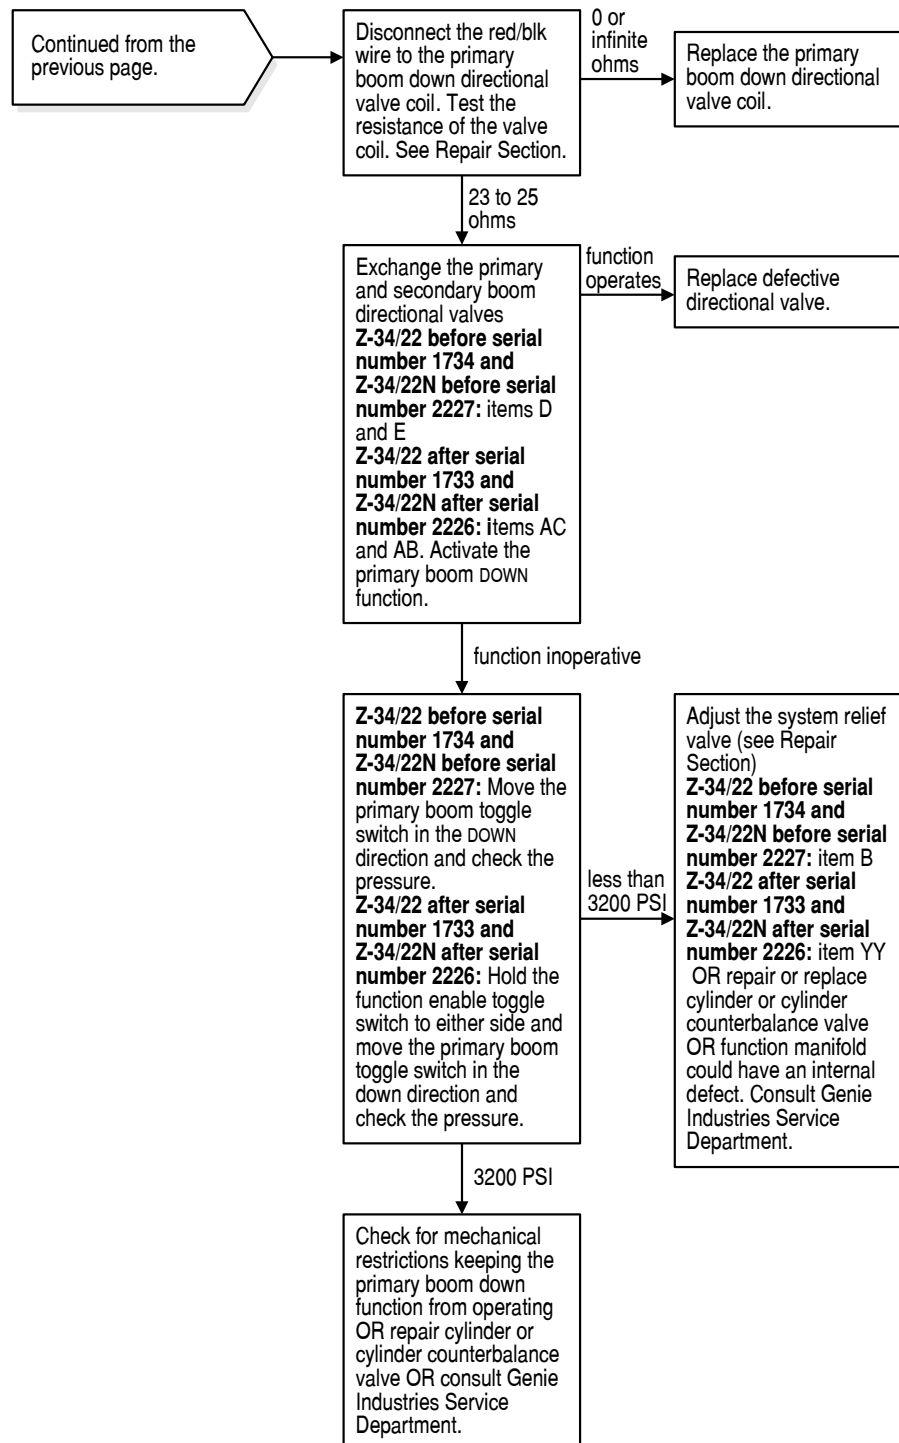 Continued from the
previous page.
Disconnect the red/blk
wire to the primary
boom down directional
valve coil. Test the
resistance of the valve
coil. See Repair Section.
0 or
infinite
ohms
Replace the primary
boom down directional
valve coil.
23 to 25
ohms
Exchange the primary
and secondary boom
directional valves
Z-34/22 before serial
number 1734 and
Z-34/22N before serial
number 2227: items D
and E
Z-34/22 after serial
number 1733 and
Z-34/22N after serial
number 2226: items AC
and AB. Activate the
primary boom DOWN
function.
function
operates
Replace defective
directional valve.
function inoperative
Z-34/22 before serial
number 1734 and
Z-34/22N before serial
number 2227: Move the
primary boom toggle
switch in the DOWN
direction and check the
pressure.
Z-34/22 after serial
number 1733 and
Z-34/22N after serial
number 2226: Hold the
function enable toggle
switch to either side and
move the primary boom
toggle switch in the
down direction and
check the pressure.
less than
3200 PSI
Adjust the system relief
valve (see Repair
Section)
Z-34/22 before serial
number 1734 and
Z-34/22N before serial
number 2227: item B
Z-34/22 after serial
number 1733 and
Z-34/22N after serial
number 2226: item YY
OR repair or replace
cylinder or cylinder
counterbalance valve
OR function manifold
could have an internal
defect. Consult Genie
Industries Service
Department.
3200 PSI
Check for mechanical
restrictions keeping the
primary boom down
function from operating
OR repair cylinder or
cylinder counterbalance
valve OR consult Genie
Industries Service
Department.